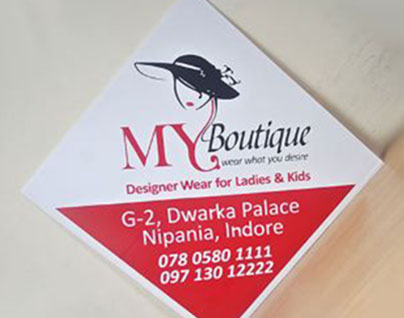 MY Boutique
wear what you desire
Designer Wear for Ladies & Kids
G-2, Dwarka Palace
Nipania, Indore
078 0580 1111
097 130 12222